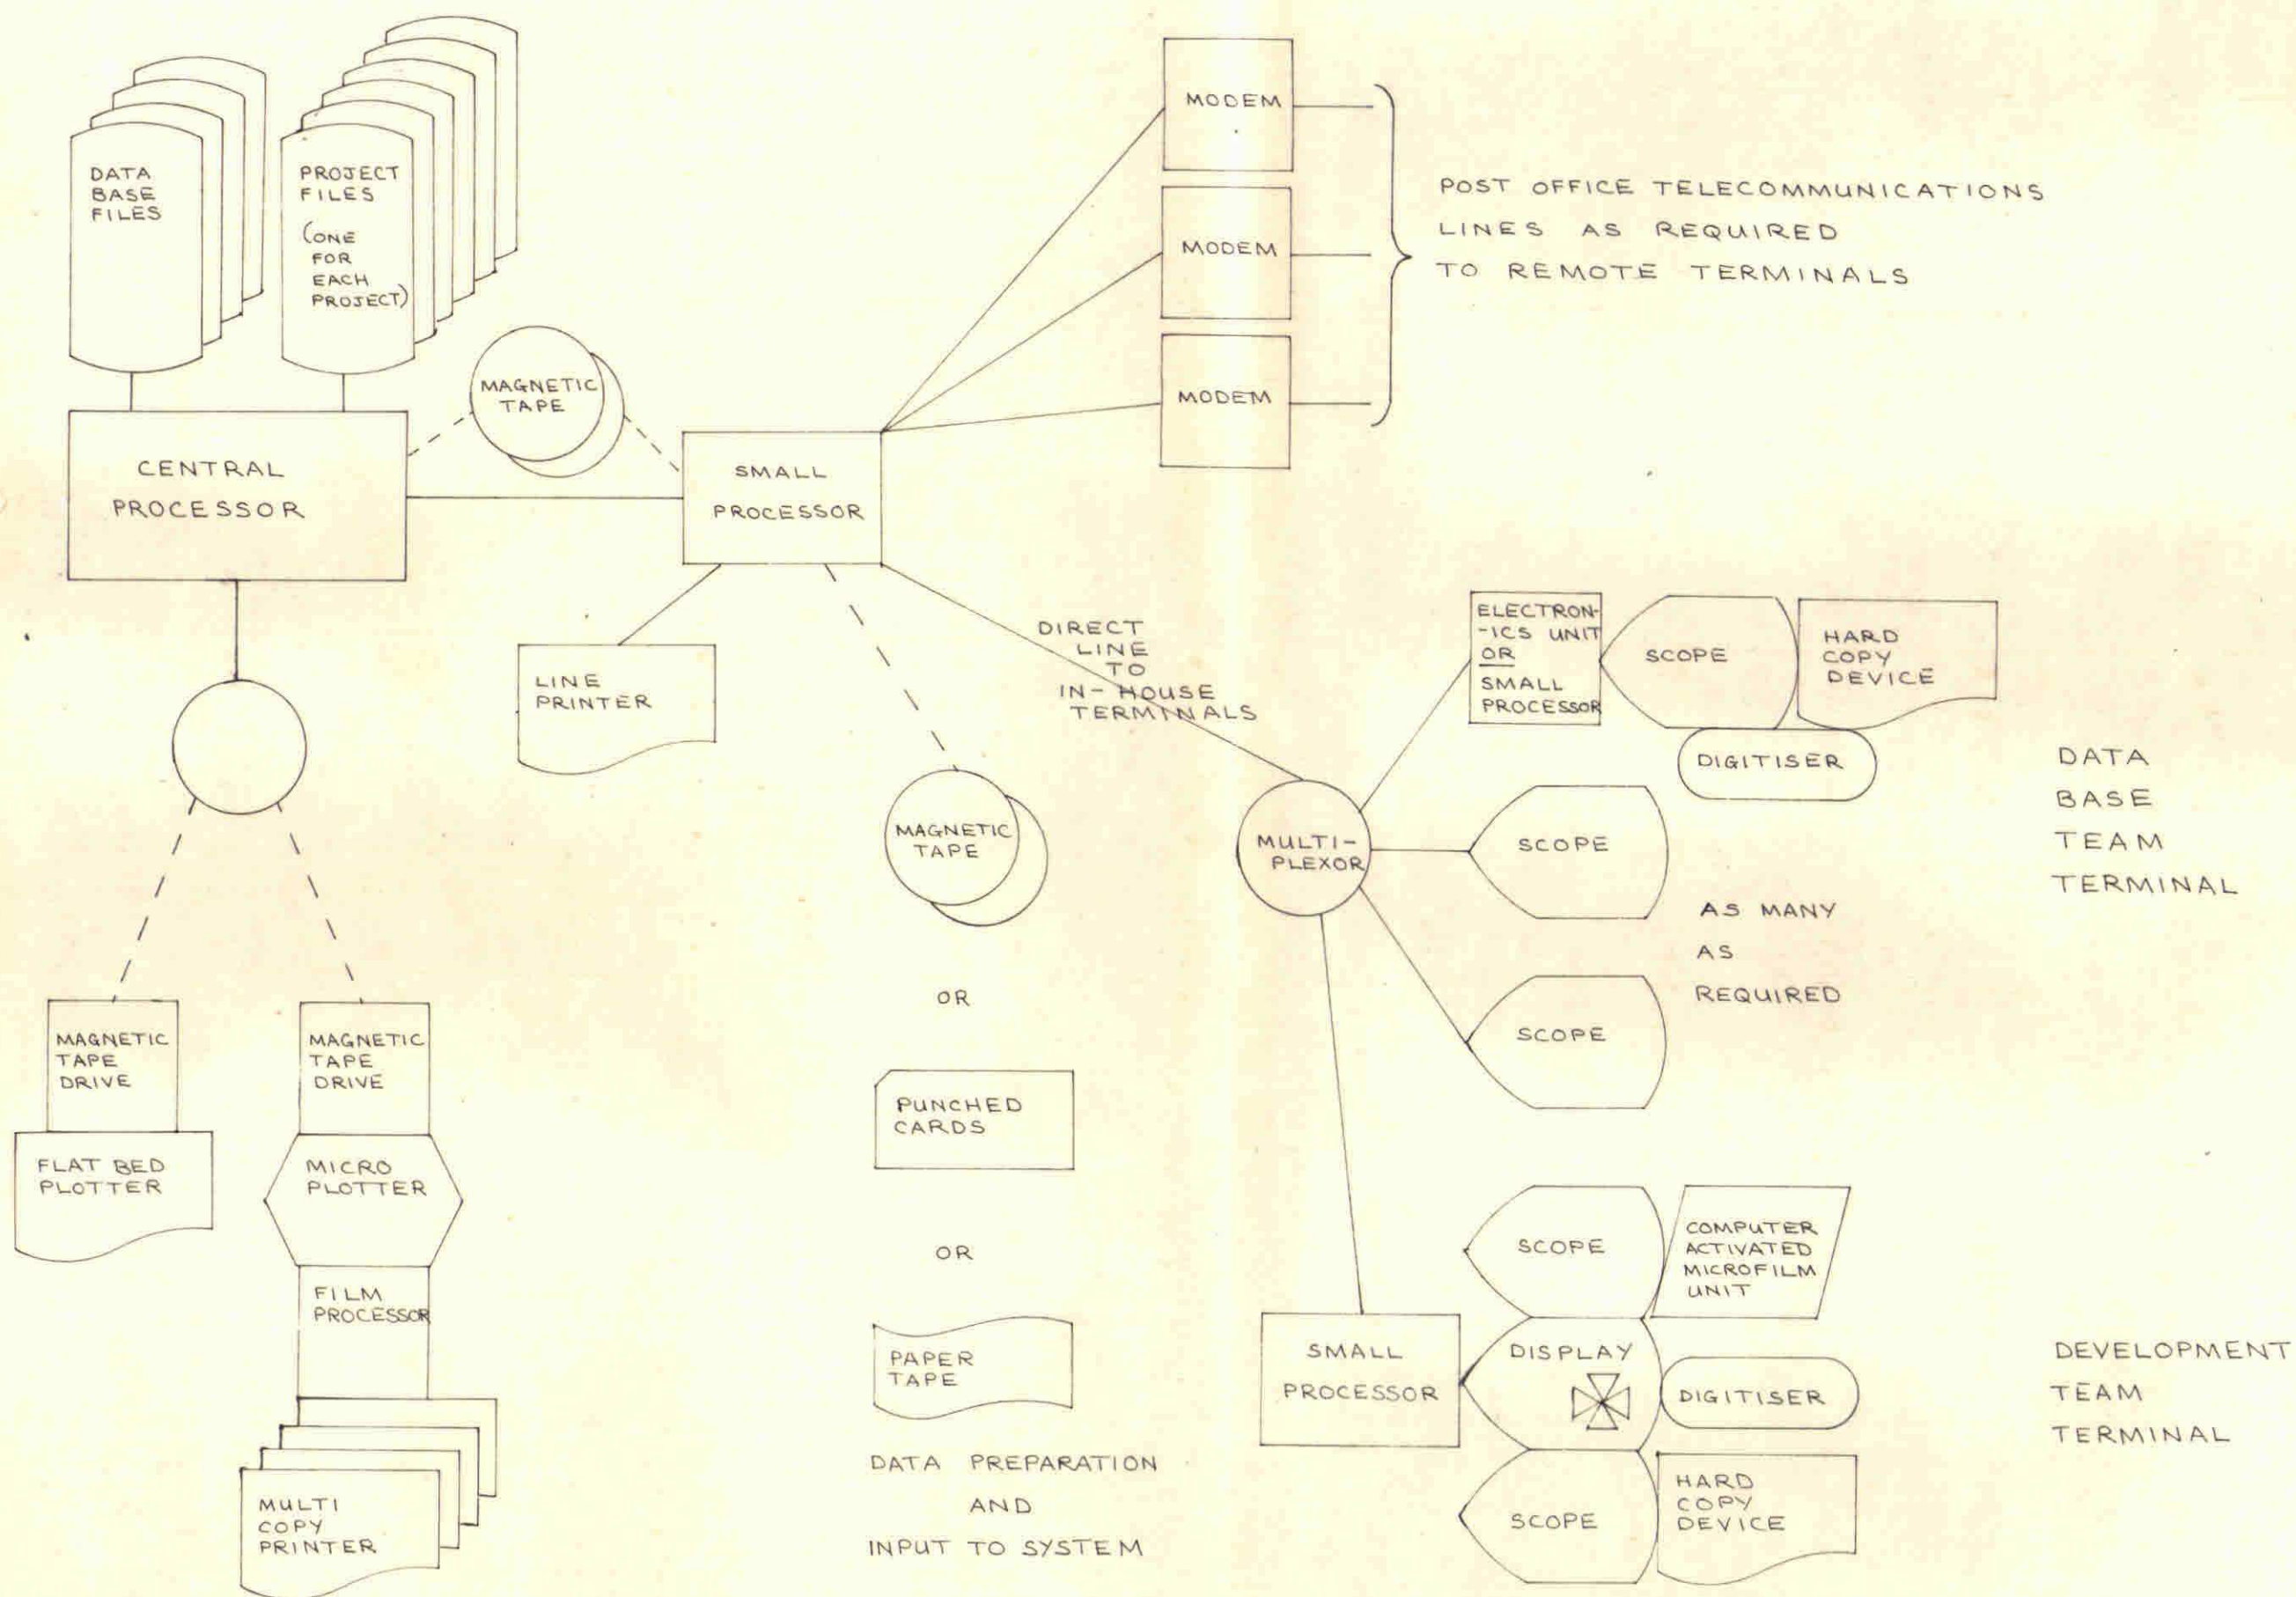 DATA
BASE
FILES
PROJECT
FILES
(ONE
FOR
EACH
PROJECT)
MAGNETIC
TAPE
CENTRAL
PROCESSOR
SMALL
PROCESSOR
MODEM
MODEM
MODEM
POST OFFICE TELECOMMUNICATIONS
LINES AS REQUIRED
TO REMOTE TERMINALS
LINE
PRINTER
DIRECT
LINE
TO
IN-HOUSE
TERMINALS
ELECTRON-
-ICS UNIT
OR
SMALL
PROCESSOR
SCOPE
HARD
COPY
DEVICE
DIGITISER
DATA
BASE
TEAM
TERMINAL
MAGNETIC
TAPE
MULTI-
PLEXOR
SCOPE
AS MANY
AS
REQUIRED
SCOPE
OR
PUNCHED
CARDS
OR
PAPER
TAPE
DATA PREPARATION
AND
INPUT TO SYSTEM
MAGNETIC
TAPE
DRIVE
FLAT BED
PLOTTER
MAGNETIC
TAPE
DRIVE
MICRO
PLOTTER
FILM
PROCESSOR
MULTI
COPY
PRINTER
SMALL
PROCESSOR
SCOPE
COMPUTER
ACTIVATED
MICROFILM
UNIT
DISPLAY
DIGITISER
SCOPE
HARD
COPY
DEVICE
DEVELOPMENT
TEAM
TERMINAL